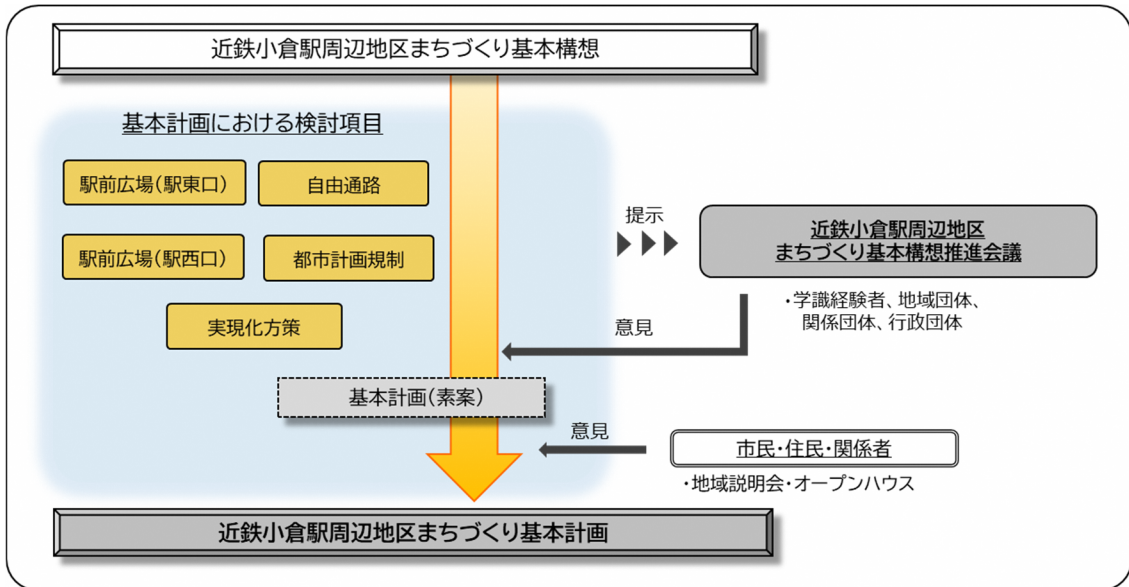 近鉄小倉駅周辺地区まちづくり基本構想
基本計画における検討項目
駅前広場（駅東口）
自由通路
駅前広場（駅西口）
都市計画規制
実現化方策
提示
近鉄小倉駅周辺地区
まちづくり基本構想推進会議
・学識経験者、地域団体、
関係団体、行政団体
意見
基本計画（素案）
意見
市民・住民・関係者
・地域説明会・オープンハウス
近鉄小倉駅周辺地区まちづくり基本計画